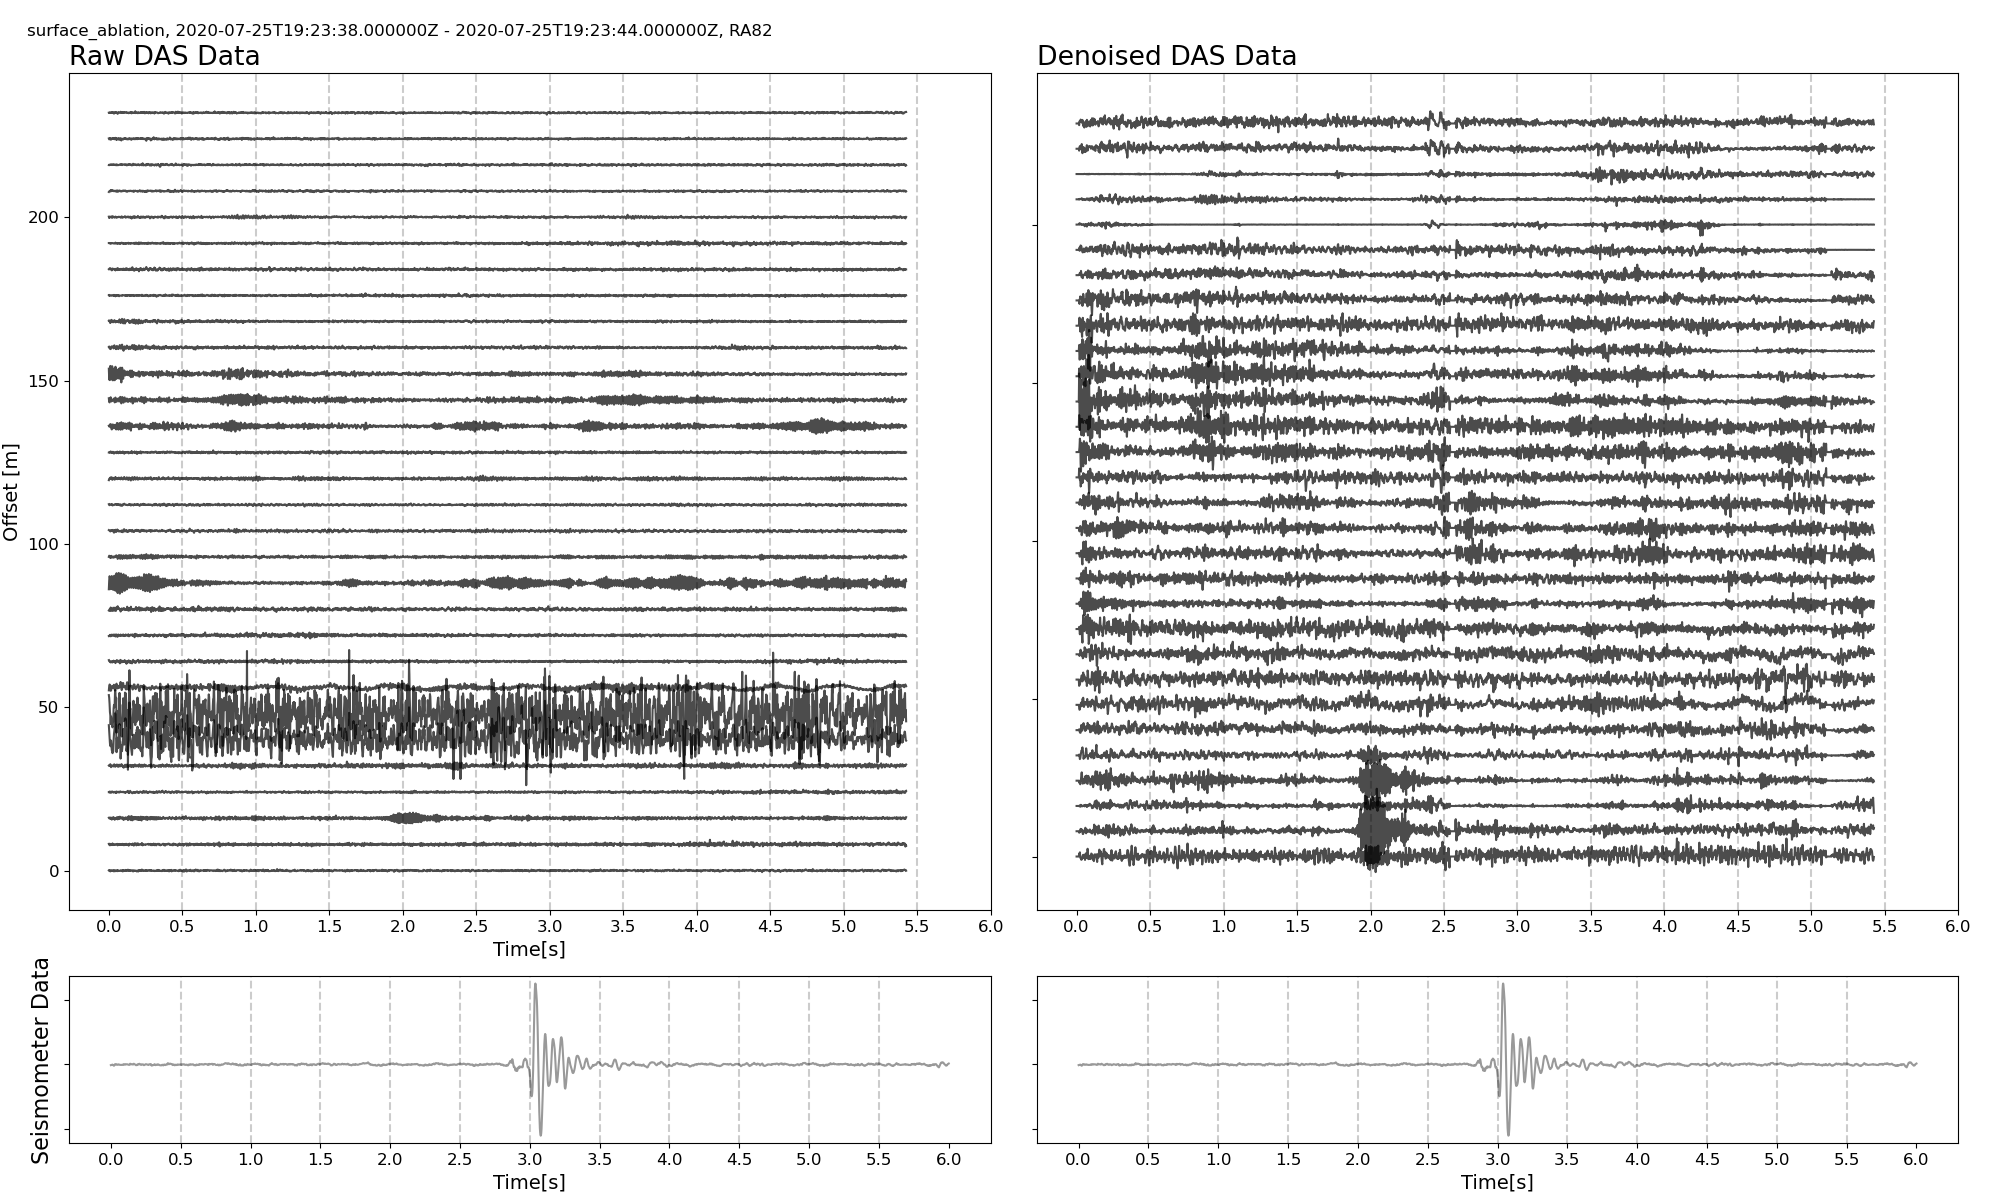 surface_ablation, 2020-07-25T19:23:38.000000Z - 2020-07-25T19:23:44.000000Z, RA82
Raw DAS Data
Denoised DAS Data
Offset [m]
200
150
100
50
0
0.0 0.5 1.0 1.5 2.0 2.5 3.0 3.5 4.0 4.5 5.0 5.5 6.0
0.0 0.5 1.0 1.5 2.0 2.5 3.0 3.5 4.0 4.5 5.0 5.5 6.0
Time[s]
Seismometer Data
0.0 0.5 1.0 1.5 2.0 2.5 3.0 3.5 4.0 4.5 5.0 5.5 6.0
Time[s]
0.0 0.5 1.0 1.5 2.0 2.5 3.0 3.5 4.0 4.5 5.0 5.5 6.0
Time[s]